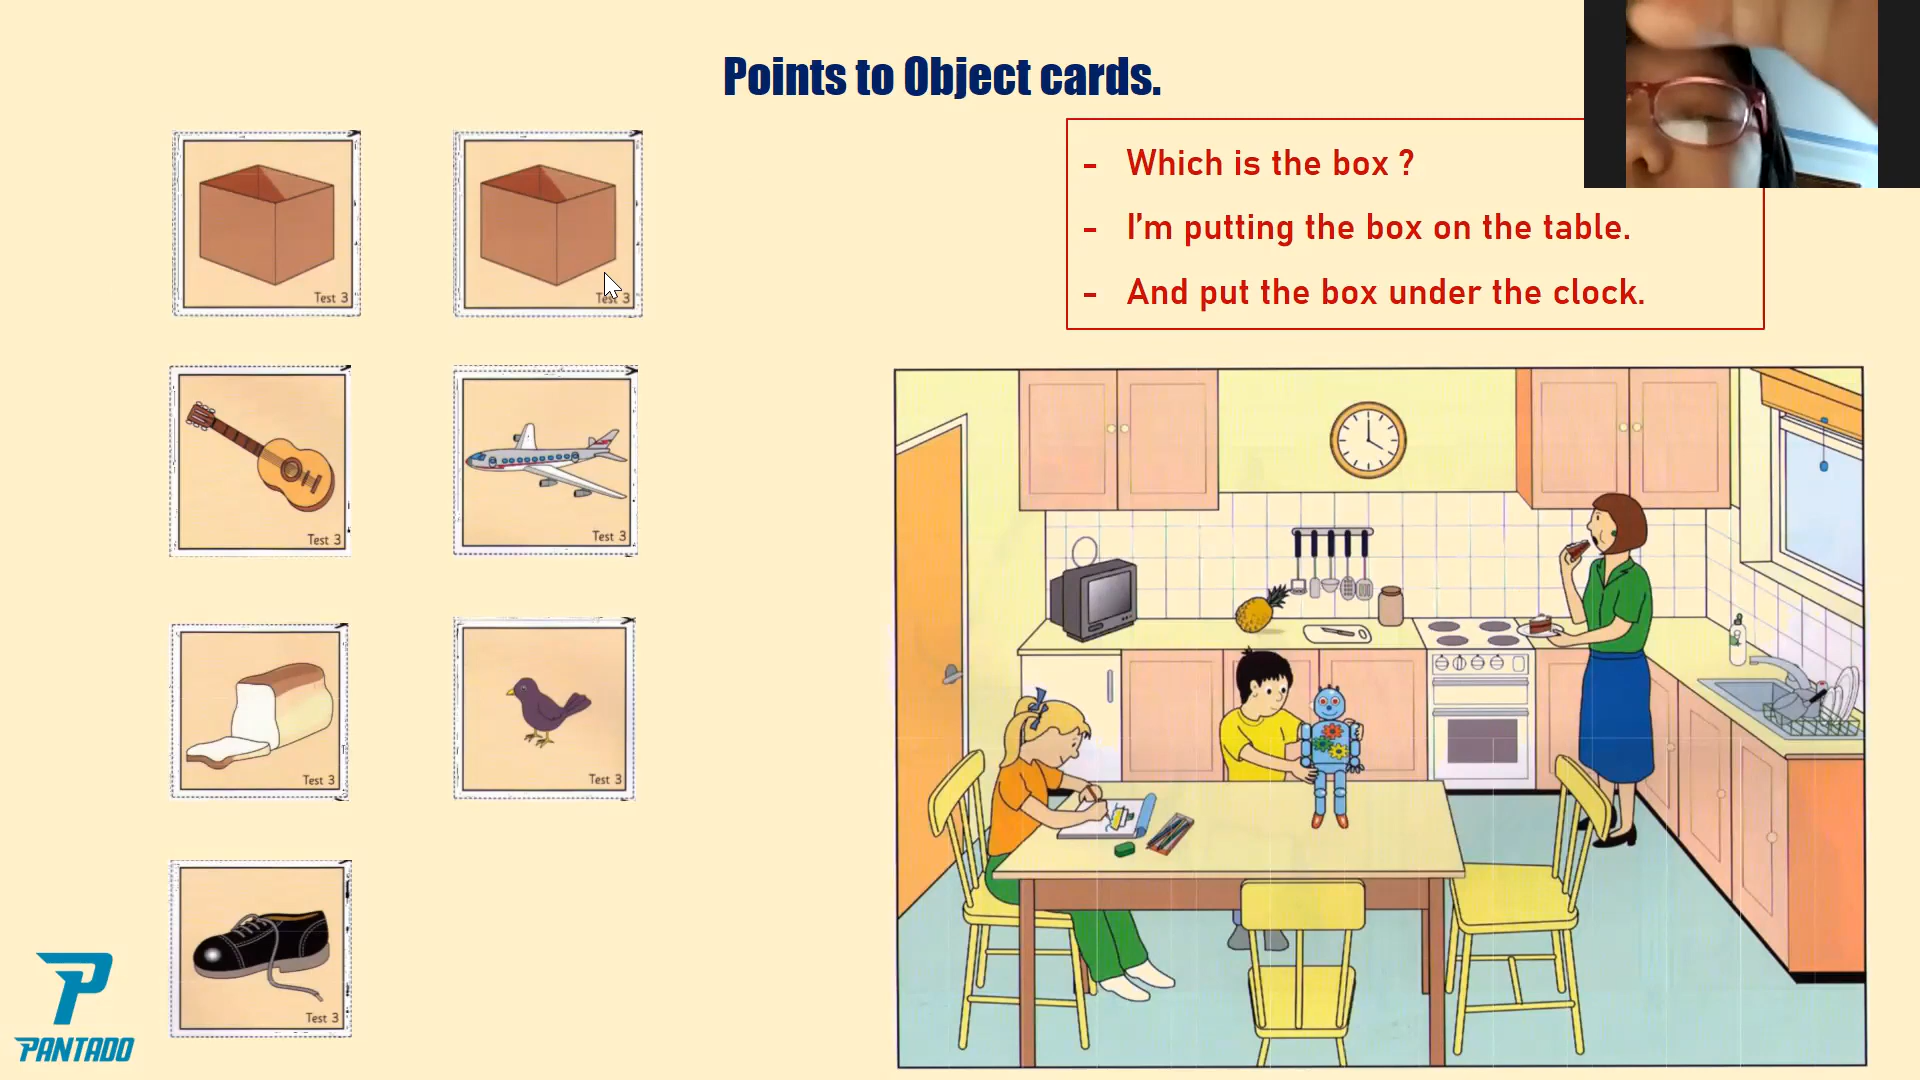 Points to Object cards.
- Which is the box ?
- I'm putting the box on the table.
- And put the box under the clock.
Test 3
Test 3
Test 3
Test 3
Test 3
Test 3
Test 3
PANTADO